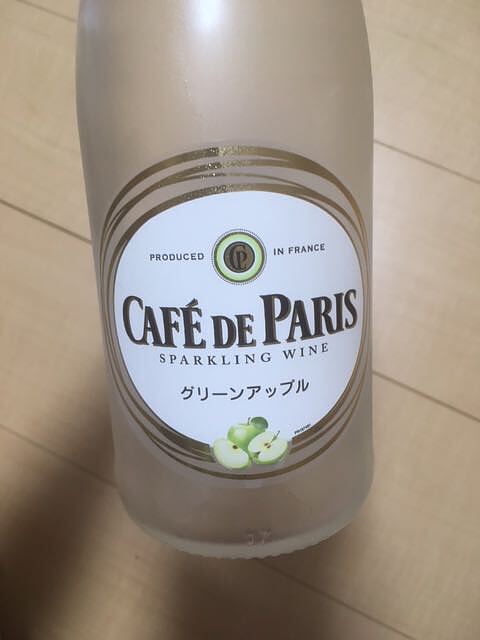 PRODUCED IN FRANCE
CP
CAFÉ DE PARIS
SPARKLING WINE
グリーンアップル